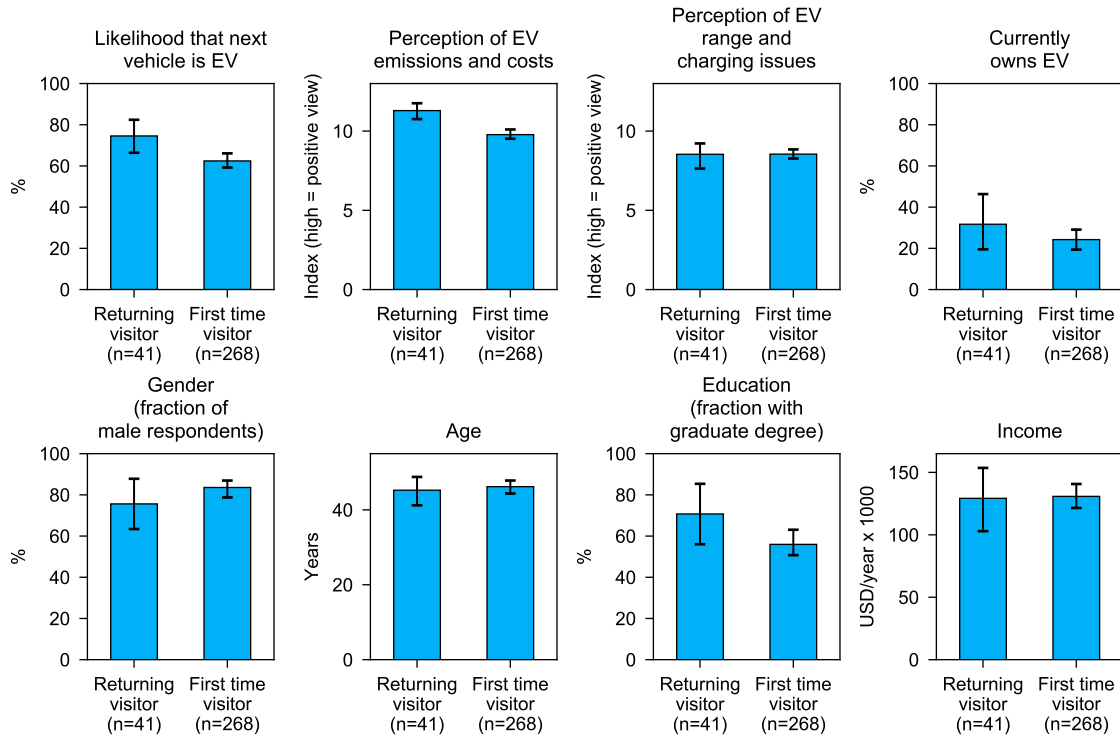 Likelihood that next
vehicle is EV
%
100
80
60
40
20
0
Returning
visitor
(n=41)
First time
visitor
(n=268)
Perception of EV
emissions and costs
Index (high = positive view)
10
5
0
Returning
visitor
(n=41)
First time
visitor
(n=268)
Perception of EV
range and
charging issues
Index (high = positive view)
10
5
0
Returning
visitor
(n=41)
First time
visitor
(n=268)
Currently
owns EV
%
100
80
60
40
20
0
Returning
visitor
(n=41)
First time
visitor
(n=268)
Gender
(fraction of
male respondents)
%
100
80
60
40
20
0
Returning
visitor
(n=41)
First time
visitor
(n=268)
Age
Years
40
20
0
Returning
visitor
(n=41)
First time
visitor
(n=268)
Education
(fraction with
graduate degree)
%
100
80
60
40
20
0
Returning
visitor
(n=41)
First time
visitor
(n=268)
Income
USD/year x 1000
150
100
50
0
Returning
visitor
(n=41)
First time
visitor
(n=268)